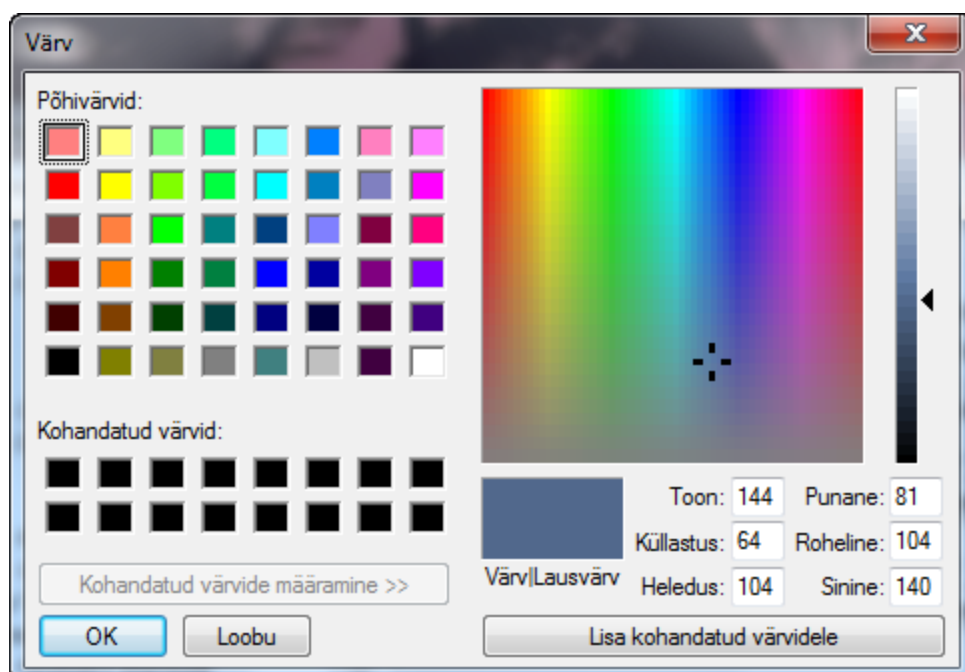 Värv
Põhivärvid:
Kohandatud värvid:
Kohandatud värvide määramine >>
OK Loobu
Värv|Lausvärv
Toon: 144 Punane: 81
Küllastus: 64 Roheline: 104
Heledus: 104 Sinine: 140
Lisa kohandatud värvidele